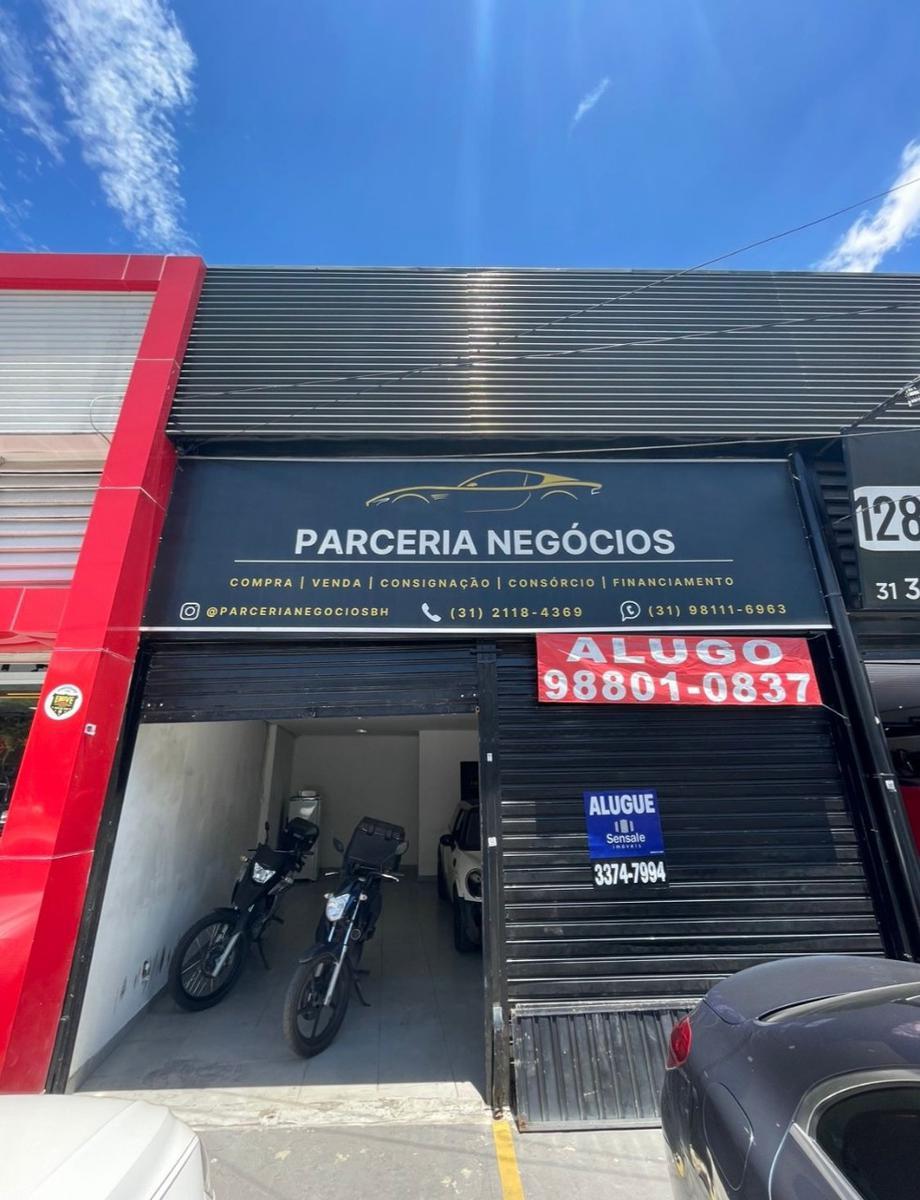 PARCERIA NEGÓCIOS
COMPRA | VENDA | CONSIGNAÇÃO | CONSÓRCIO | FINANCIAMENTO
@PARCERIANEGOCIOSBH (31) 2118-4369 (31) 98111-6963
128
31 3
ALUGO
98801-0837
ALUGUE
Sensale
imóveis
3374-7994